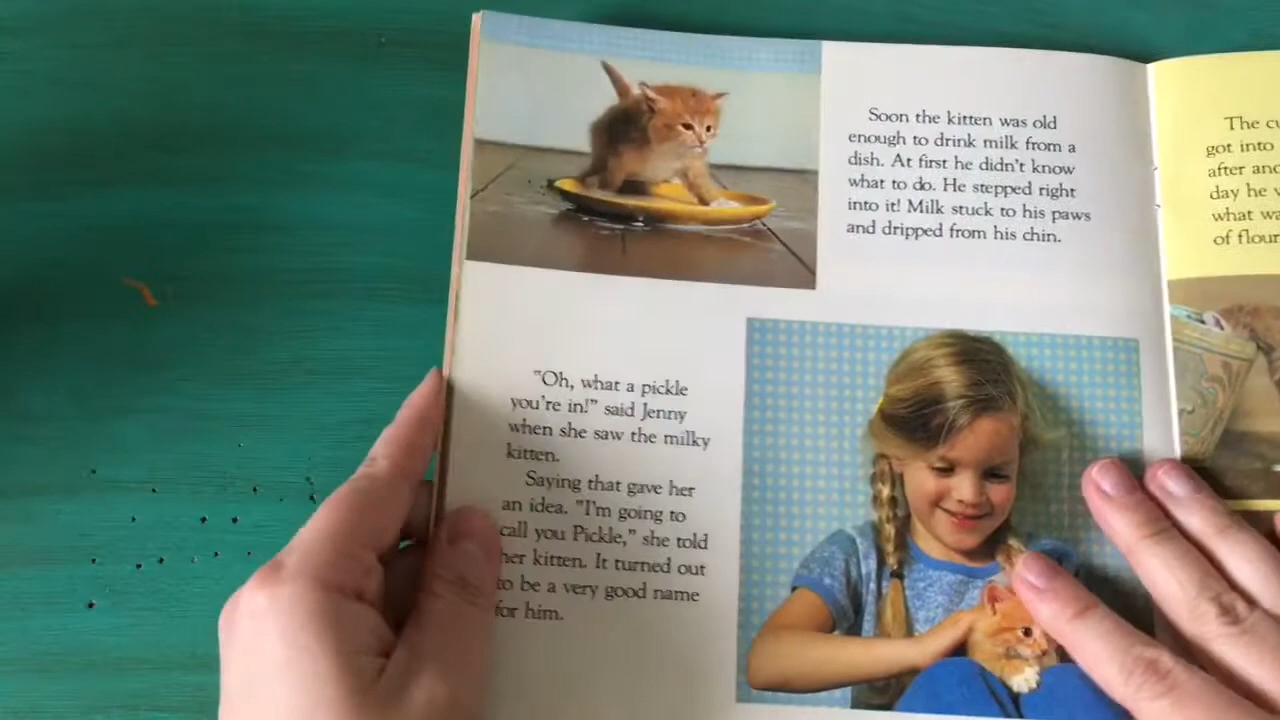 Soon the kitten was old
enough to drink milk from a
dish. At first he didn't know
what to do. He stepped right
into it! Milk stuck to his paws
and dripped from his chin.
"Oh, what a pickle
you're in!" said Jenny
when she saw the milky
kitten.
Saying that gave her
an idea. "I'm going to
call you Pickle," she told
her kitten. It turned out
to be a very good name
for him.
The
got into
after
day he
what
of flour